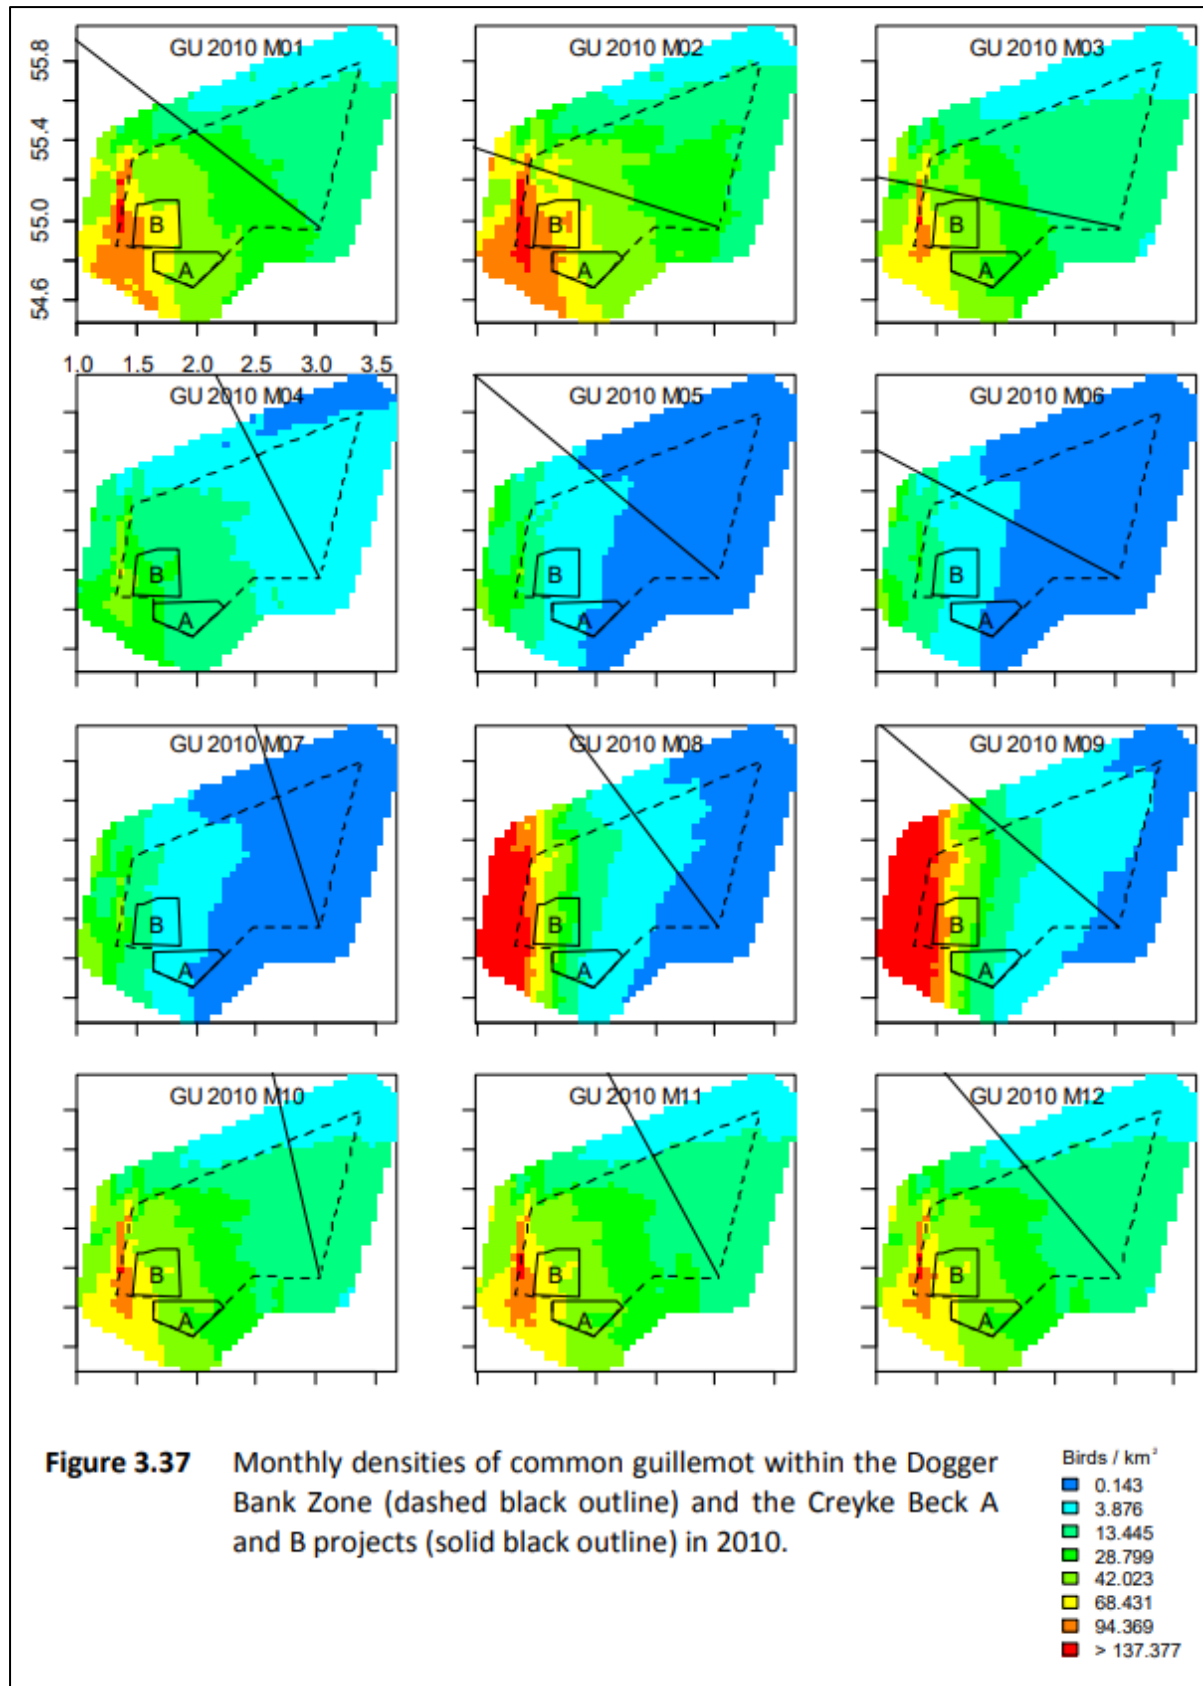 GU 2010 M01
GU 2010 M02
GU 2010 M03
55.8
55.4
55.0
54.6
B
A
B
A
B
A
1.0 1.5 2.0 2.5 3.0 3.5
GU 2010 M04
GU 2010 M05
GU 2010 M06
B
A
B
A
B
A
GU 2010 M07
GU 2010 M08
GU 2010 M09
B
A
B
A
B
A
GU 2010 M10
GU 2010 M11
GU 2010 M12
B
A
B
A
B
A
Figure 3.37 Monthly densities of common guillemot within the Dogger
Bank Zone (dashed black outline) and the Creyke Beck A
and B projects (solid black outline) in 2010.
Birds / km²
0.143
3.876
13.445
28.799
42.023
68.431
94.369
> 137.377